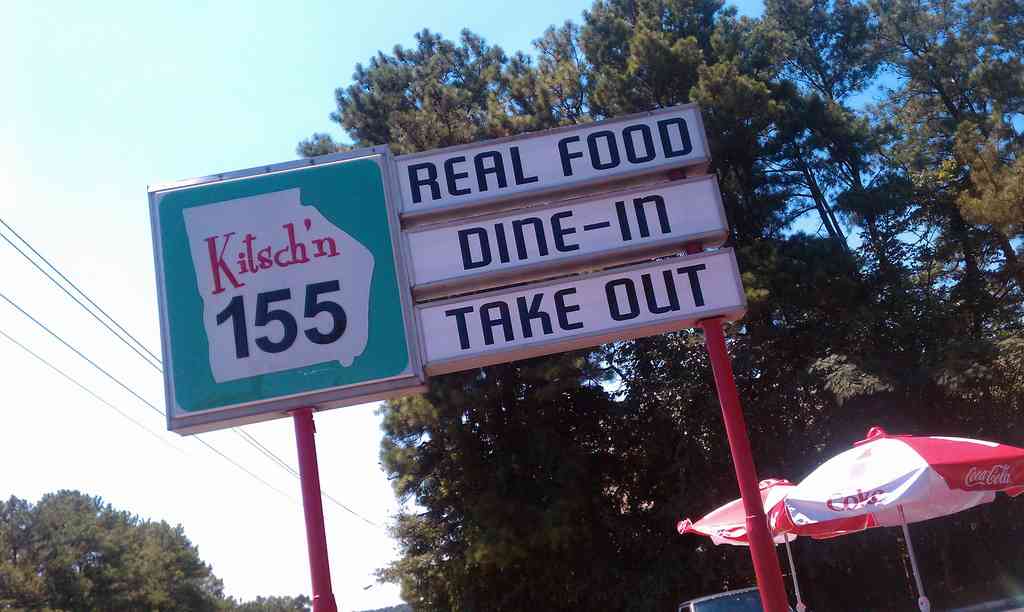 Kitsch'n
155
REAL FOOD
DINE-IN
TAKE OUT
Coke
Coca-Cola